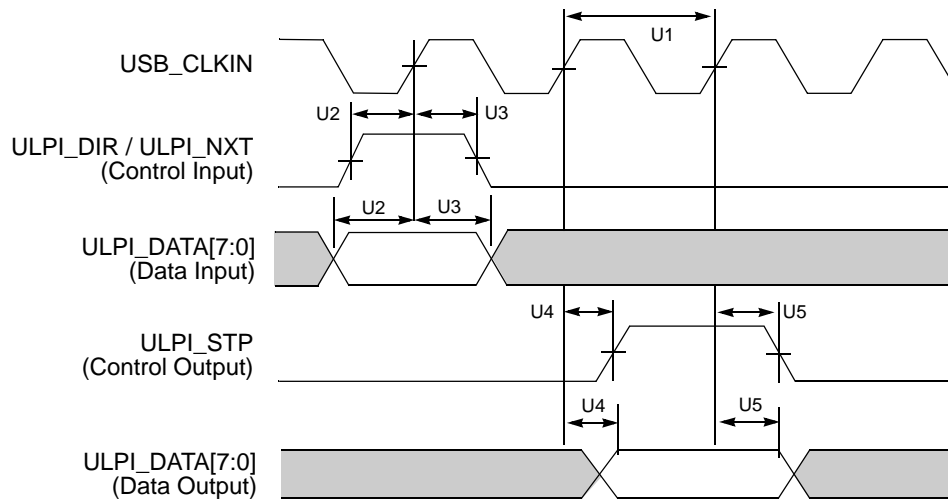 U1
USB_CLKIN
U2
U3
ULPI_DIR / ULPI_NXT
(Control Input)
U2
U3
ULPI_DATA[7:0]
(Data Input)
U4
U5
ULPI_STP
(Control Output)
U4
U5
ULPI_DATA[7:0]
(Data Output)